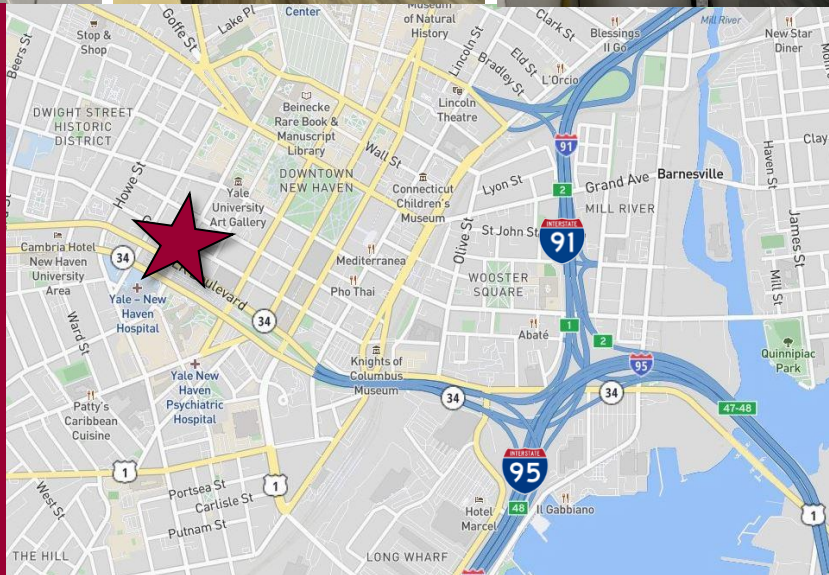 Lake Pl
Center
Museum
of Natural
History
Clark St
Blessings
II Go
Mill River
New Star
Diner
Beers St
Stop &
Shop
Goffe St
Lincoln St
Bradley St
Eld St
L'Orcio
Lincoln
Theatre
Beinecke
Rare Book &
Manuscript
Library
DWIGHT STREET
HISTORIC
DISTRICT
Wall St
91
Haven St
Clay
DOWNTOWN
NEW HAVEN
Howe St
Yale
University
Art Gallery
Connecticut
Children's
Museum
Lyon St
2
Grand Ave
Barnesville
MILL RIVER
James St
Cambria Hotel
New Haven
University
Area
34
Mediterranea
Olive St
St John St
INTERSTATE
91
Pho Thai
WOOSTER
SQUARE
Mill St
Yale – New
Haven
Hospital
Boulevard
34
Ward St
1
Abaté
2
95
Quinnipiac
Park
Knights of
Columbus
Museum
Yale New
Haven
Psychiatric
Hospital
34
34
47-48
Patty's
Caribbean
Cuisine
1
1
INTERSTATE
95
West St
Portsea St
Carlisle St
Putnam St
48
Hotel
Marcel
Il Gabbiano
1
THE HILL
LONG WHARF